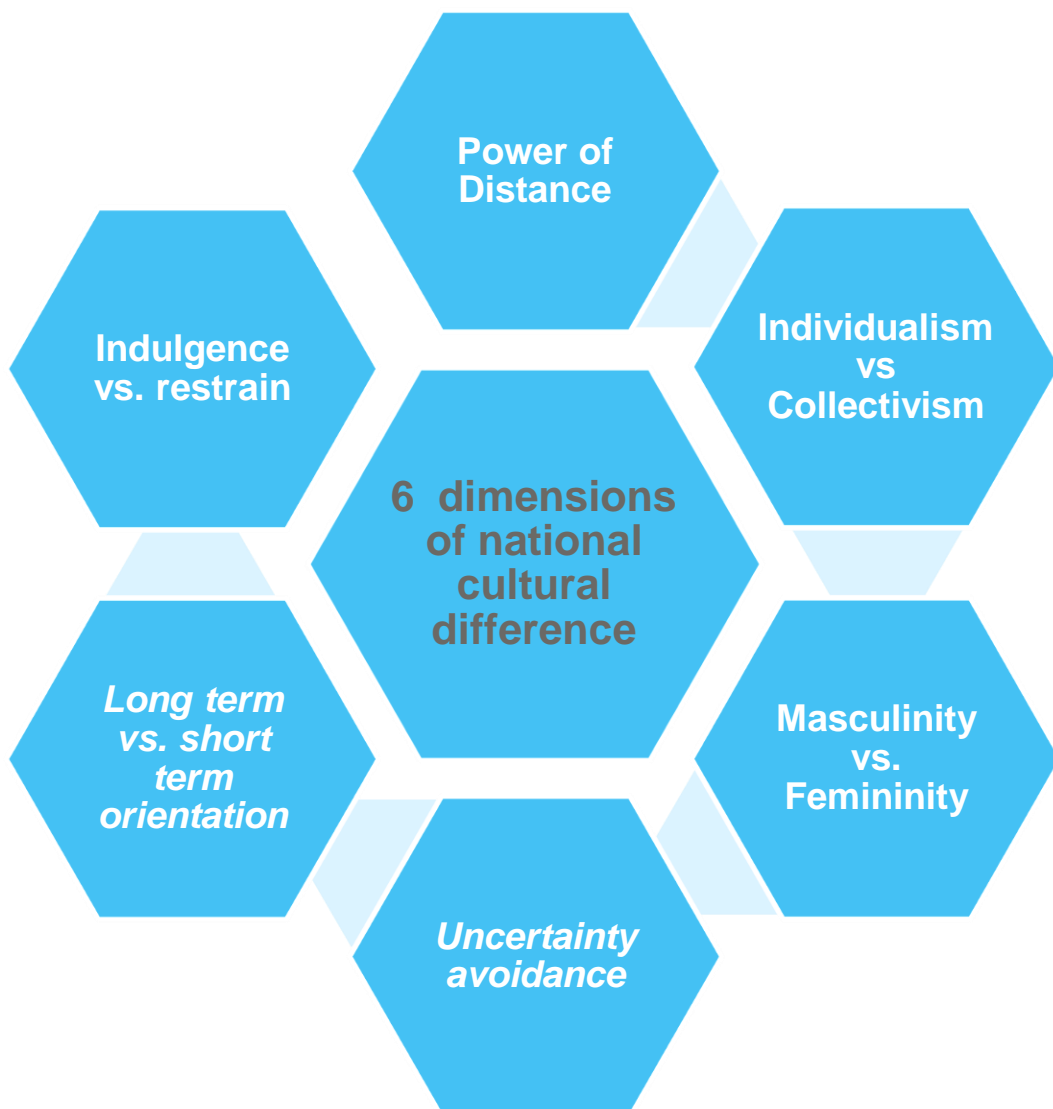 Power of
Distance
Individualism
vs
Collectivism
Masculinity
vs.
Femininity
Uncertainty
avoidance
Long term
vs. short
term
orientation
Indulgence
vs. restrain
6 dimensions
of national
cultural
difference